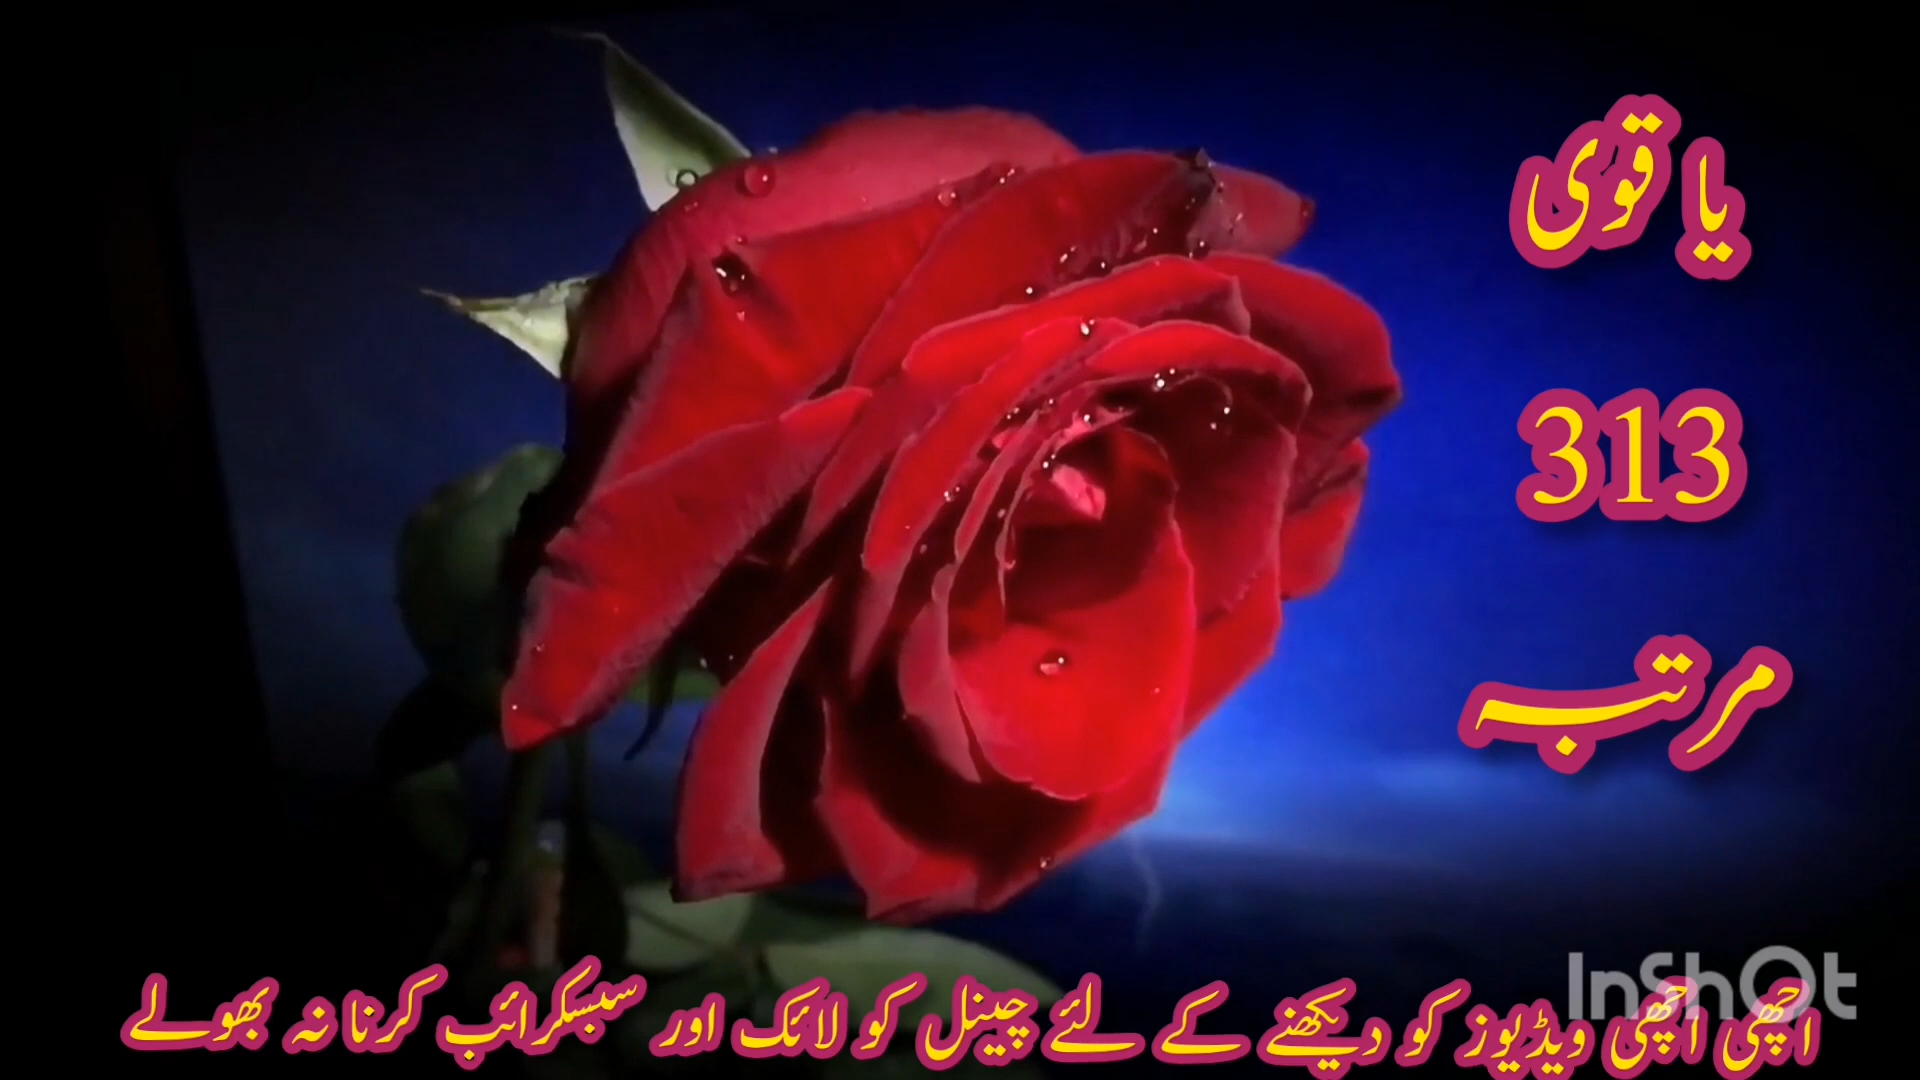 یا قوی
313
مرتبہ
InShOt
اچھی اچھی ویڈیوز کو دیکھنے کے لئے چینل کو لائک اور سبسکرائب کرنا نہ بھولے